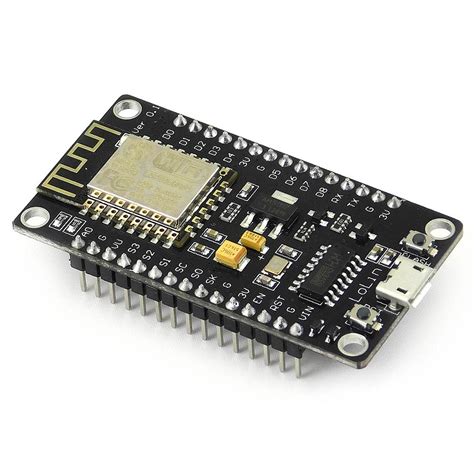 Ver 0.1
D0
D1
D2
D3
D4
3V
G
D5
D6
D7
D8
RX
TX
G
3V
FLASH
LoLin
A0
G
VU
S3
S2
S1
SC
S0
SK
G
3V
EN
RST
G
VIN